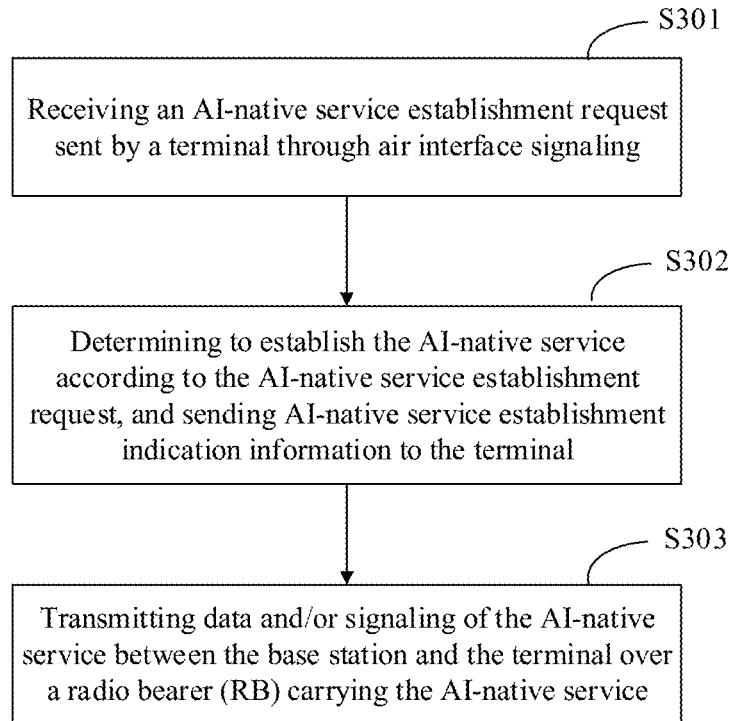 S301
Receiving an AI-native service establishment request
sent by a terminal through air interface signaling
S302
Determining to establish the AI-native service
according to the AI-native service establishment
request, and sending AI-native service establishment
indication information to the terminal
S303
Transmitting data and/or signaling of the AI-native
service between the base station and the terminal over
a radio bearer (RB) carrying the AI-native service